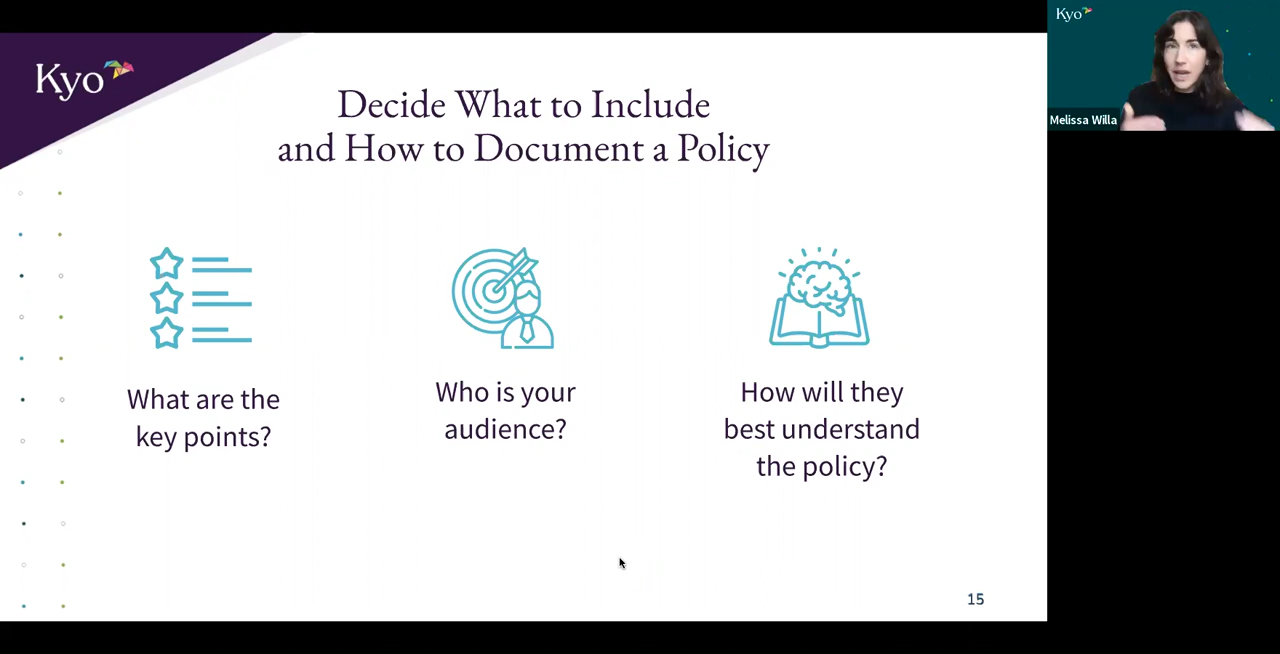 Kyo
Decide What to Include
and How to Document a Policy
What are the
key points?
Who is your
audience?
How will they
best understand
the policy?
15
Kyo
Melissa Willa